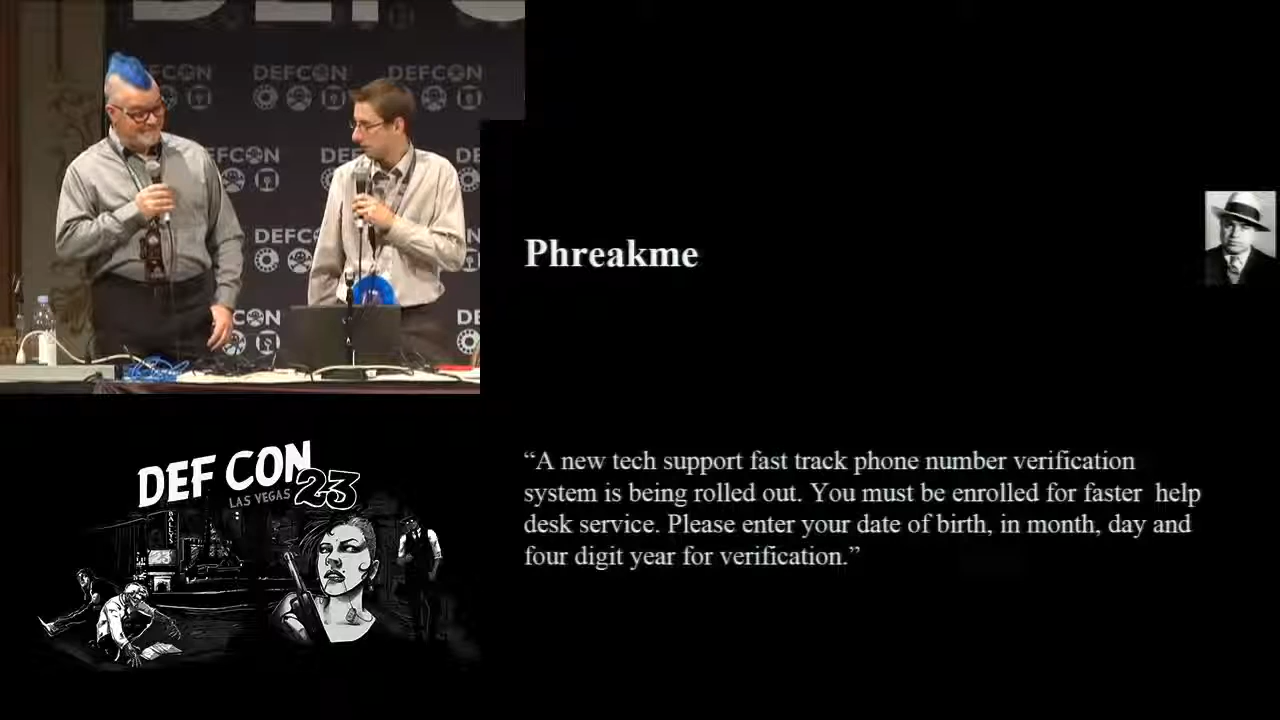 DEFCON
DEFCON
DEFCON
DEFCON
Phreakme
DEF CON 23
LAS VEGAS
BALLYS
“A new tech support fast track phone number verification
system is being rolled out. You must be enrolled for faster help
desk service. Please enter your date of birth, in month, day and
four digit year for verification.”